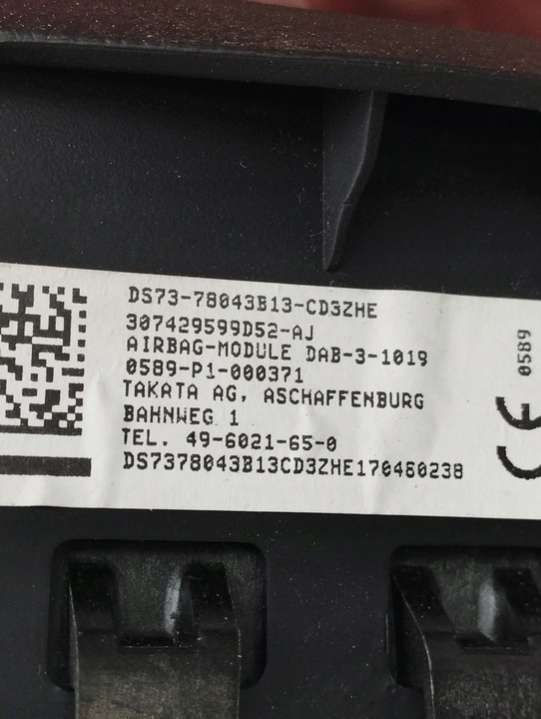 DS73-78043B13-CD3ZHE
307429599D52-AJ
AIRBAG-MODULE DAB-3-1019
0589-P1-000371
TAKATA AG, ASCHAFFENBURG
BAHNWEG 1
TEL. 49-6021-65-0
DS7378043B13CD3ZHE170460238
CE
0589